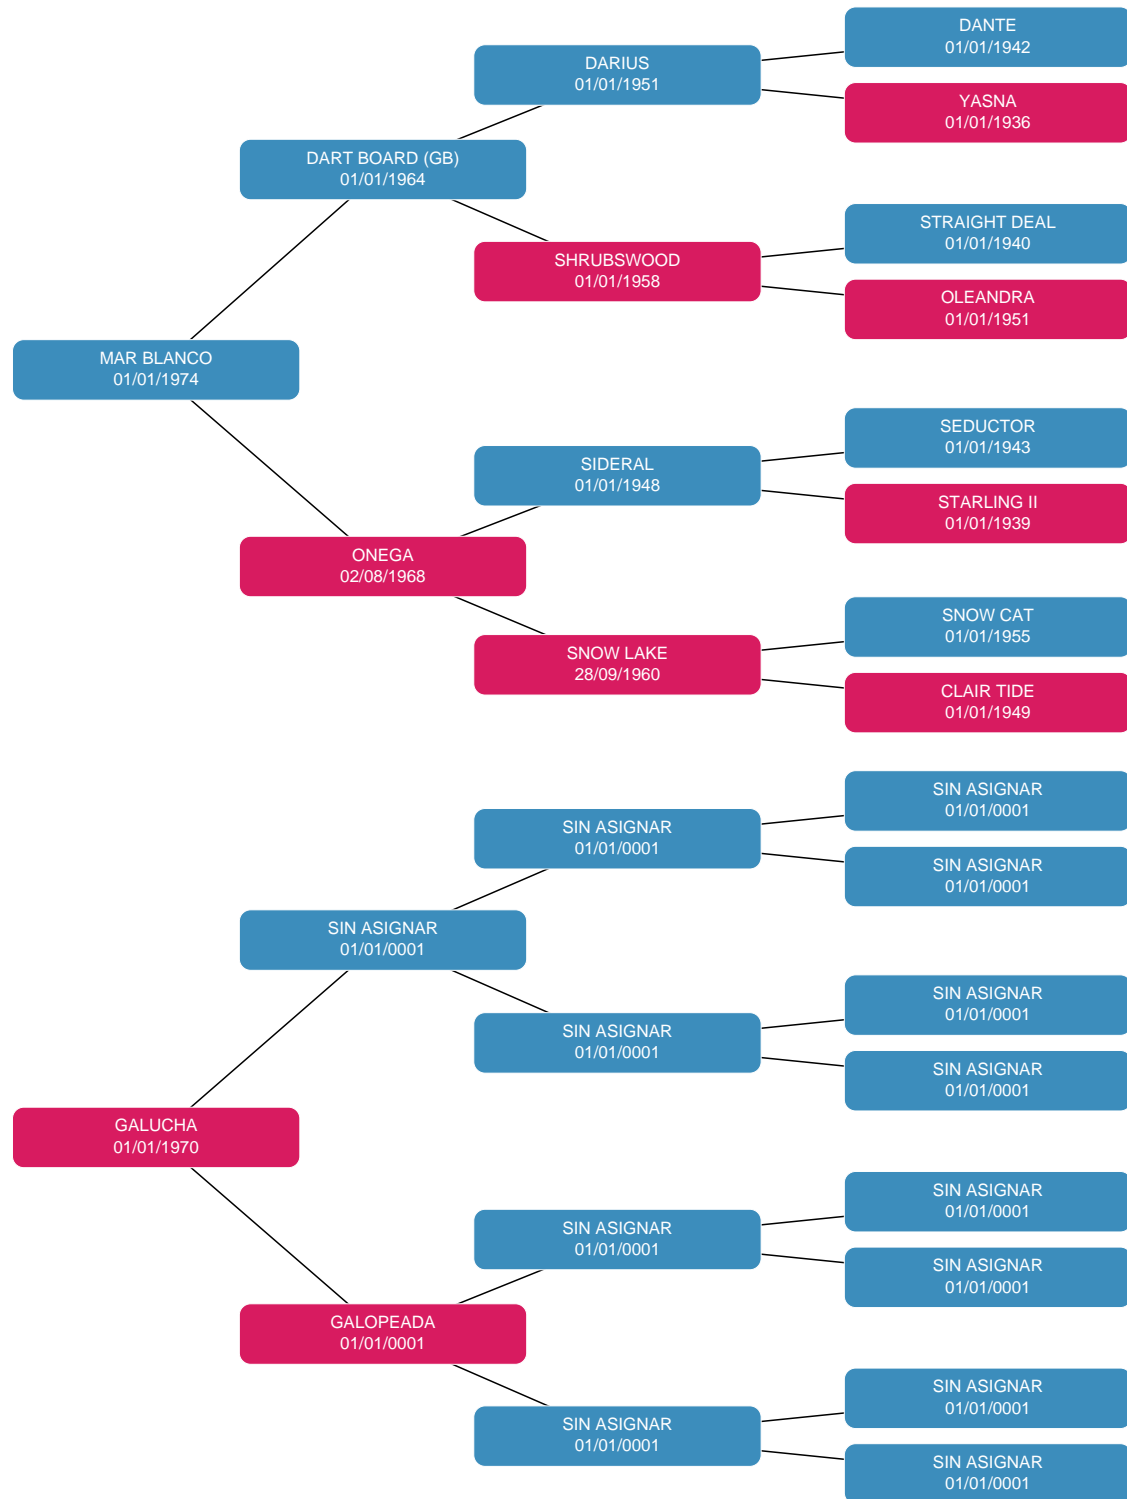 DANTE
01/01/1942
DARIUS
01/01/1951
YASNA
01/01/1936
DART BOARD (GB)
01/01/1964
STRAIGHT DEAL
01/01/1940
SHRUBSWOOD
01/01/1958
OLEANDRA
01/01/1951
MAR BLANCO
01/01/1974
SEDUCTOR
01/01/1943
SIDERAL
01/01/1948
STARLING II
01/01/1939
ONEGA
02/08/1968
SNOW CAT
01/01/1955
SNOW LAKE
28/09/1960
CLAIR TIDE
01/01/1949
SIN ASIGNAR
01/01/0001
SIN ASIGNAR
01/01/0001
SIN ASIGNAR
01/01/0001
SIN ASIGNAR
01/01/0001
SIN ASIGNAR
01/01/0001
SIN ASIGNAR
01/01/0001
SIN ASIGNAR
01/01/0001
GALUCHA
01/01/1970
SIN ASIGNAR
01/01/0001
SIN ASIGNAR
01/01/0001
SIN ASIGNAR
01/01/0001
GALOPEADA
01/01/0001
SIN ASIGNAR
01/01/0001
SIN ASIGNAR
01/01/0001
SIN ASIGNAR
01/01/0001